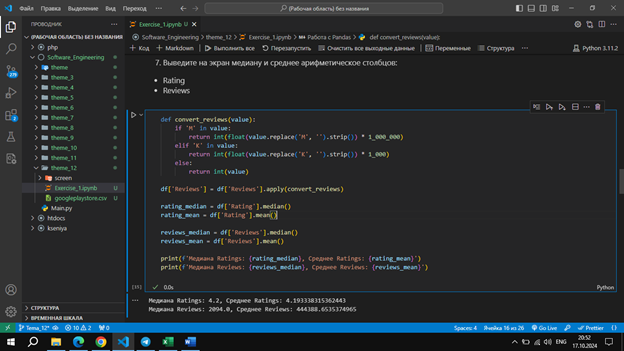 Файл Правка Выделение Вид Переход ··· (Рабочая область) без названия
ПРОВОДНИК ···
(РАБОЧАЯ ОБЛАСТЬ) БЕЗ НАЗВАНИЯ
php
Software_Engineering
theme
theme_3
theme_4
theme_5
theme_6
theme_7
theme_8
theme_9
theme_10
theme_11
theme_12
screen
Exercise_1.ipynb U
googleplaystore.csv U
Main.py
htdocs
kseniya
СТРУКТУРА
ВРЕМЕННАЯ ШКАЛА
279
2
Exercise_1.ipynb U
Software_Engineering > theme_12 > Exercise_1.ipynb > Работа с Pandas > def convert_reviews(value):
+ Код + Markdown Выполнить все Перезапустить Очистить все выходные данные Переменные Структура ··· Python 3.11.2
7. Выведите на экран медиану и среднее арифметическое столбцов:
• Rating
• Reviews
def convert_reviews(value):
if 'M' in value:
return int(float(value.replace('M', '').strip()) * 1_000_000)
elif 'K' in value:
return int(float(value.replace('K', '').strip()) * 1_000)
else:
return int(value)
df['Reviews'] = df['Reviews'].apply(convert_reviews)
rating_median = df['Rating'].median()
rating_mean = df['Rating'].mean()
reviews_median = df['Reviews'].median()
reviews_mean = df['Reviews'].mean()
print(f'Медиана Ratings: {rating_median}, Среднее Ratings: {rating_mean}')
print(f'Медиана Reviews: {reviews_median}, Среднее Reviews: {reviews_mean}')
0.0s Python
Медиана Ratings: 4.2, Среднее Ratings: 4.193338315362443
Медиана Reviews: 2094.0, Среднее Reviews: 444388.6535374965
Tema_12* 10 2 0 Spaces: 4 Ячейка 16 из 26 Go Live Prettier
ENG 20:52
17.10.2024